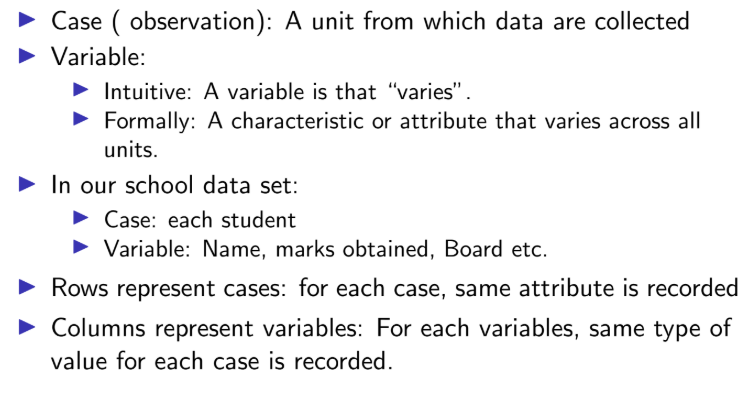 Case ( observation): A unit from which data are collected
Variable:
Intuitive: A variable is that “varies”.
Formally: A characteristic or attribute that varies across all
units.
In our school data set:
Case: each student
Variable: Name, marks obtained, Board etc.
Rows represent cases: for each case, same attribute is recorded
Columns represent variables: For each variables, same type of
value for each case is recorded.